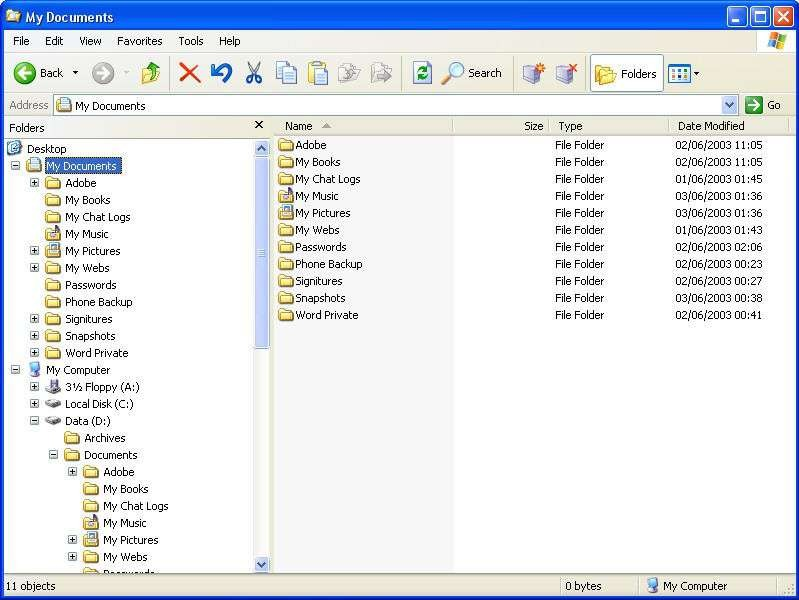 My Documents
File Edit View Favorites Tools Help
Back Search Folders
Address My Documents Go
Folders Name Size Type Date Modified
Desktop
My Documents
Adobe
My Books
My Chat Logs
My Music
My Pictures
My Webs
Passwords
Phone Backup
Signitures
Snapshots
Word Private
My Computer
3½ Floppy (A:)
Local Disk (C:)
Data (D:)
Archives
Documents
Adobe
My Books
My Chat Logs
My Music
My Pictures
My Webs
Passwords
Adobe File Folder 02/06/2003 11:05
My Books File Folder 02/06/2003 11:05
My Chat Logs File Folder 01/06/2003 01:45
My Music File Folder 03/06/2003 01:36
My Pictures File Folder 03/06/2003 01:36
My Webs File Folder 01/06/2003 01:43
Passwords File Folder 02/06/2003 02:06
Phone Backup File Folder 02/06/2003 00:23
Signitures File Folder 02/06/2003 00:27
Snapshots File Folder 03/06/2003 00:38
Word Private File Folder 02/06/2003 00:41
11 objects 0 bytes My Computer